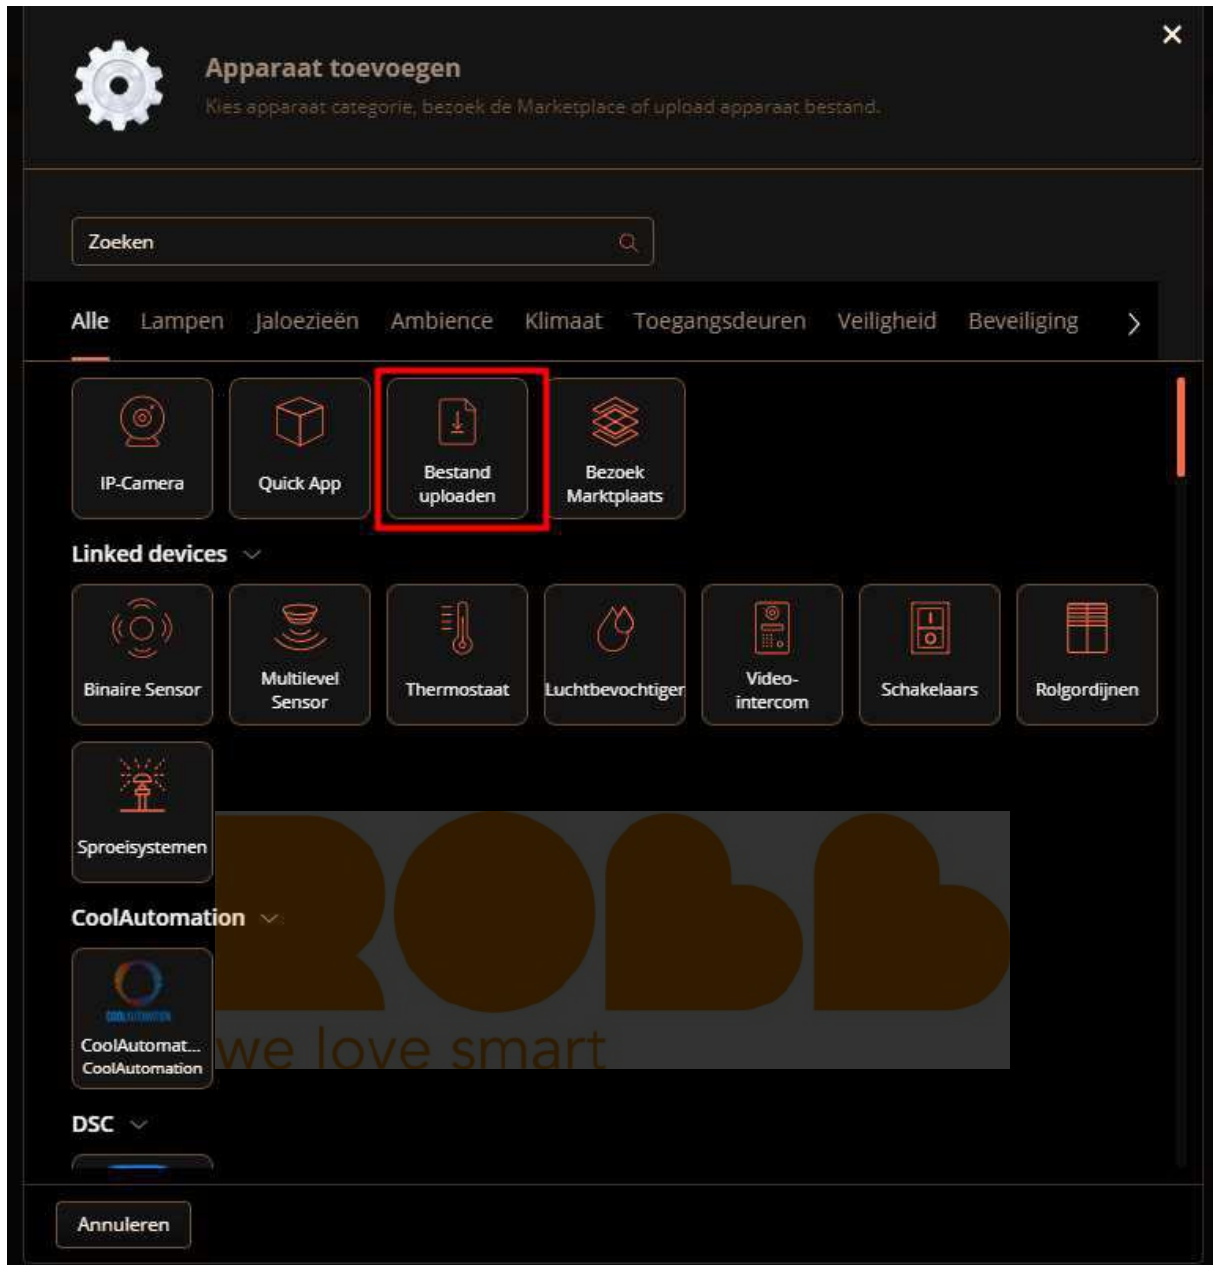 Apparaat toevoegen
Kies apparaat categorie, bezoek de Marketplace of upload apparaat bestand.
Zoeken
Alle Lampen Jaloezieën Ambience Klimaat Toegangsdeuren Veiligheid Beveiliging
IP-Camera
Quick App
Bestand
uploaden
Bezoek
Marktplaats
Linked devices
Binaire Sensor
Multilevel
Sensor
Thermostaat
Luchtbevochtiger
Video-
intercom
Schakelaars
Rolgordijnen
Sproeisystemen
ROBB
we love smart
CoolAutomation
COOLAUTOMATION
CoolAutomat...
CoolAutomation
DSC
Annuleren